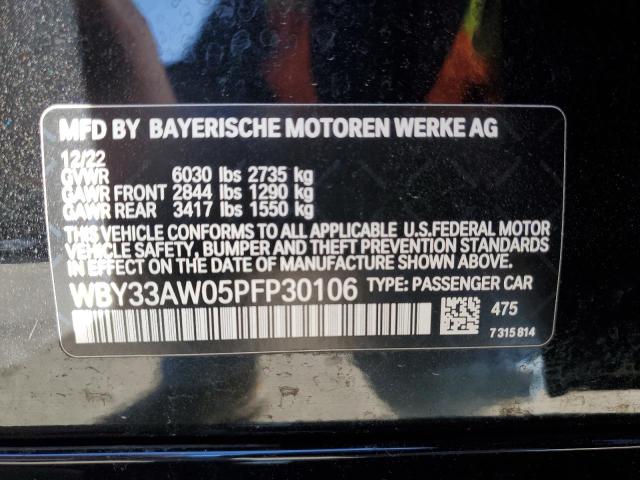 MFD BY BAYERISCHE MOTOREN WERKE AG
12/22
GVWR 6030 lbs 2735 kg
GAWR FRONT 2844 lbs 1290 kg
GAWR REAR 3417 lbs 1550 kg
THIS VEHICLE CONFORMS TO ALL APPLICABLE U.S.FEDERAL MOTOR
VEHICLE SAFETY, BUMPER AND THEFT PREVENTION STANDARDS
IN EFFECT ON THE DATE OF MANUFACTURE SHOWN ABOVE.
WBY33AW05PFP30106 TYPE: PASSENGER CAR
475
7 315 814